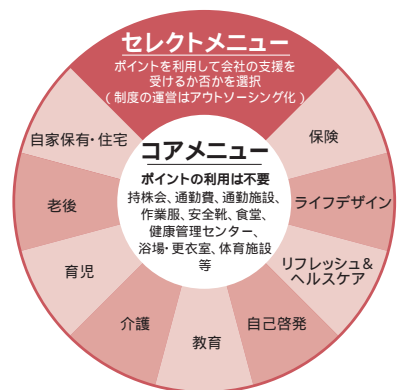 セレクトメニュー
ポイントを利用して会社の支援を
受けるか否かを選択
(制度の運営はアウトソーシング化)
自家保有・住宅
保険
コアメニュー
ポイントの利用は不要
持株会、通勤費、通勤施設、
作業服、安全靴、食堂、
健康管理センター、
浴場・更衣室、体育施設
等
老後
ライフデザイン
育児
リフレッシュ&
ヘルスケア
介護
自己啓発
教育